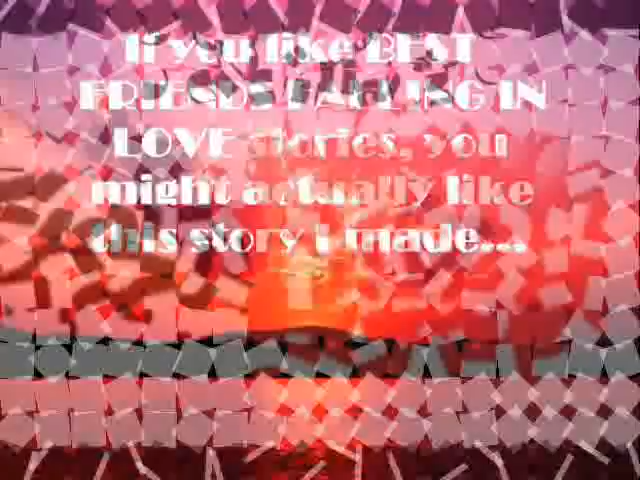 If you like BEST
FRIENDS FALLING IN
LOVE stories, you
might actually like
this story I made...